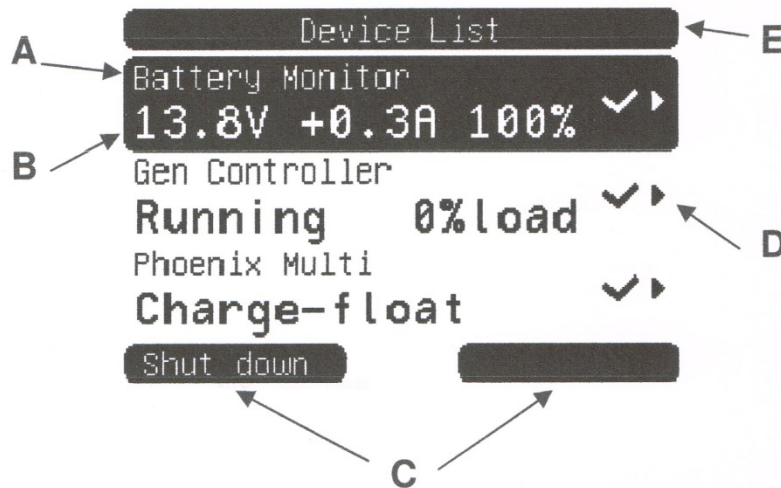 Device List
E
A
Battery Monitor
13.8V +0.3A 100%
B
Gen Controller
Running 0%load
D
Phoenix Multi
Charge-float
Shut down
C